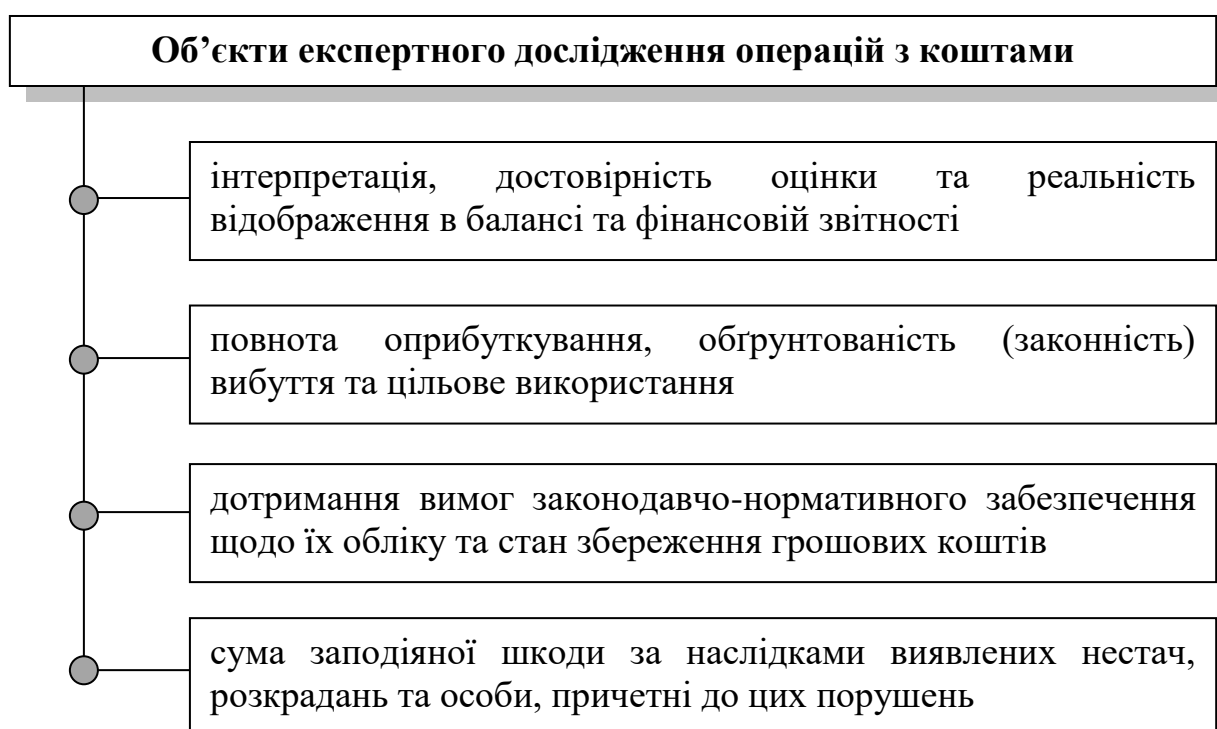 Об’єкти експертного дослідження операцій з коштами
інтерпретація, достовірність оцінки та реальність
відображення в балансі та фінансовій звітності
повнота оприбуткування, обґрунтованість (законність)
вибуття та цільове використання
дотримання вимог законодавчо-нормативного забезпечення
щодо їх обліку та стан збереження грошових коштів
сума заподіяної шкоди за наслідками виявлених нестач,
розкрадань та особи, причетні до цих порушень